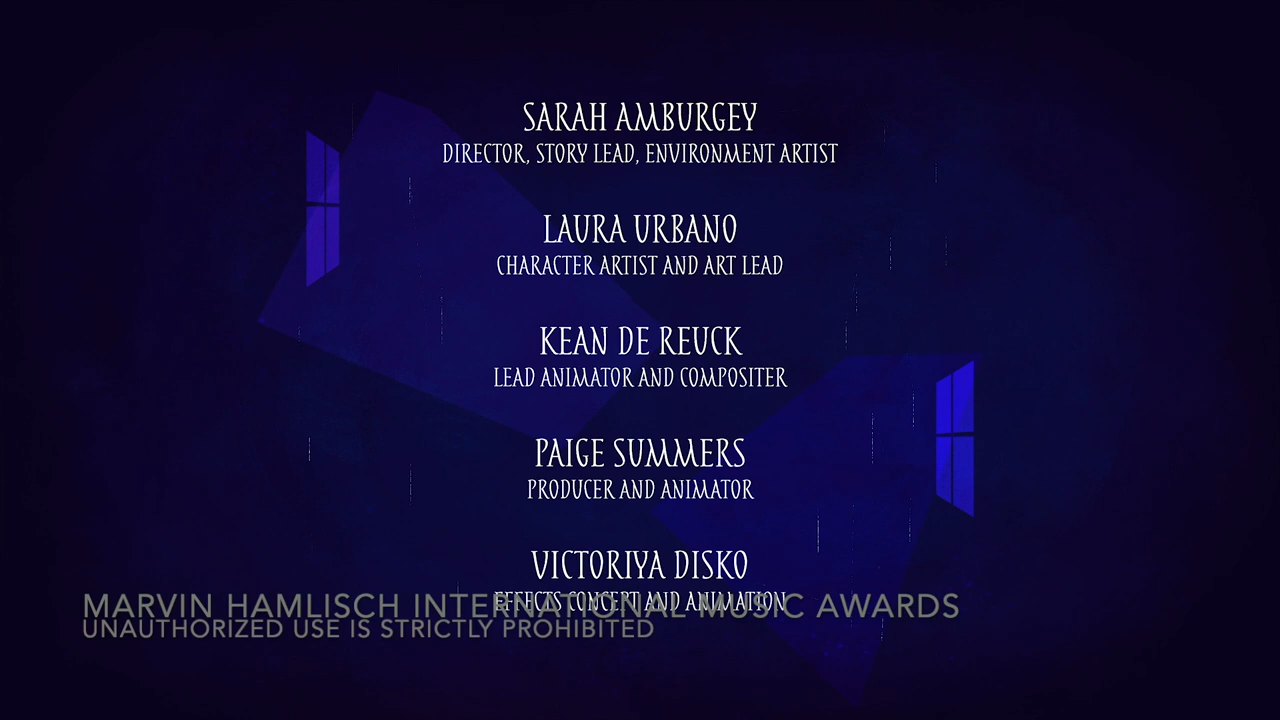 SARAH AMBURGEY
DIRECTOR, STORY LEAD, ENVIRONMENT ARTIST
LAURA URBANO
CHARACTER ARTIST AND ART LEAD
KEAN DE REUCK
LEAD ANIMATOR AND COMPOSITER
PAIGE SUMMERS
PRODUCER AND ANIMATOR
VICTORIYA DISKO
EFFECTS CONCEPT AND ANIMATION
MARVIN HAMLISCH INTERNATIONAL MUSIC AWARDS
UNAUTHORIZED USE IS STRICTLY PROHIBITED